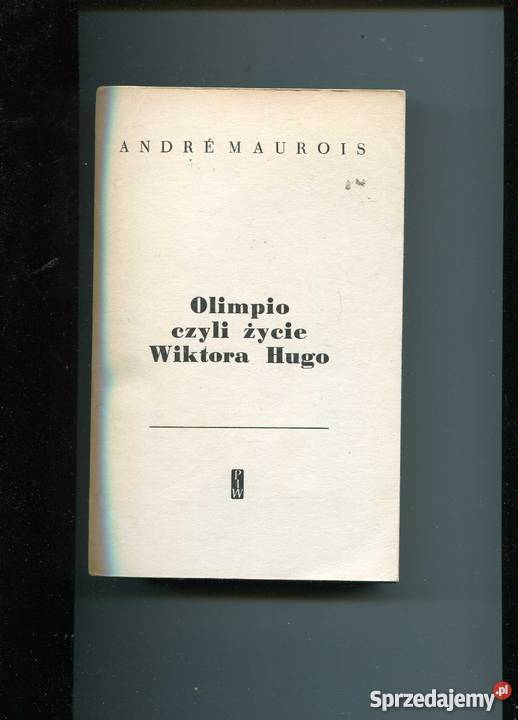 ANDRÉ MAUROIS
Olimpio
czyli życie
Wiktora Hugo
PIW
Sprzedajemy.pl